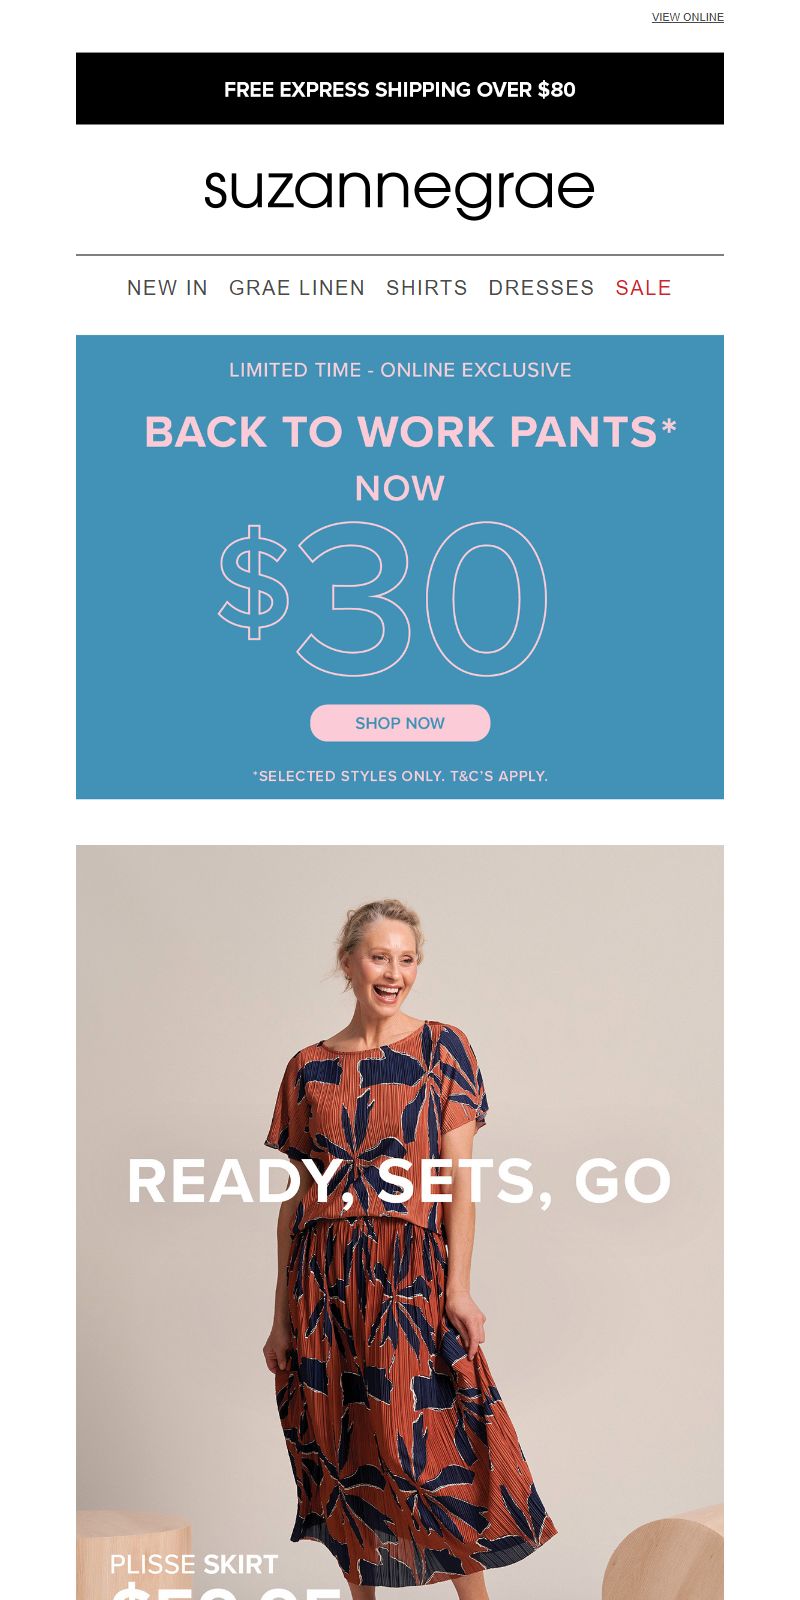 VIEW ONLINE
FREE EXPRESS SHIPPING OVER $80
suzannegrae
NEW IN GRAE LINEN SHIRTS DRESSES SALE
LIMITED TIME - ONLINE EXCLUSIVE
BACK TO WORK PANTS*
NOW
$30
SHOP NOW
*SELECTED STYLES ONLY. T&C'S APPLY.
READY, SETS, GO
PLISSE SKIRT